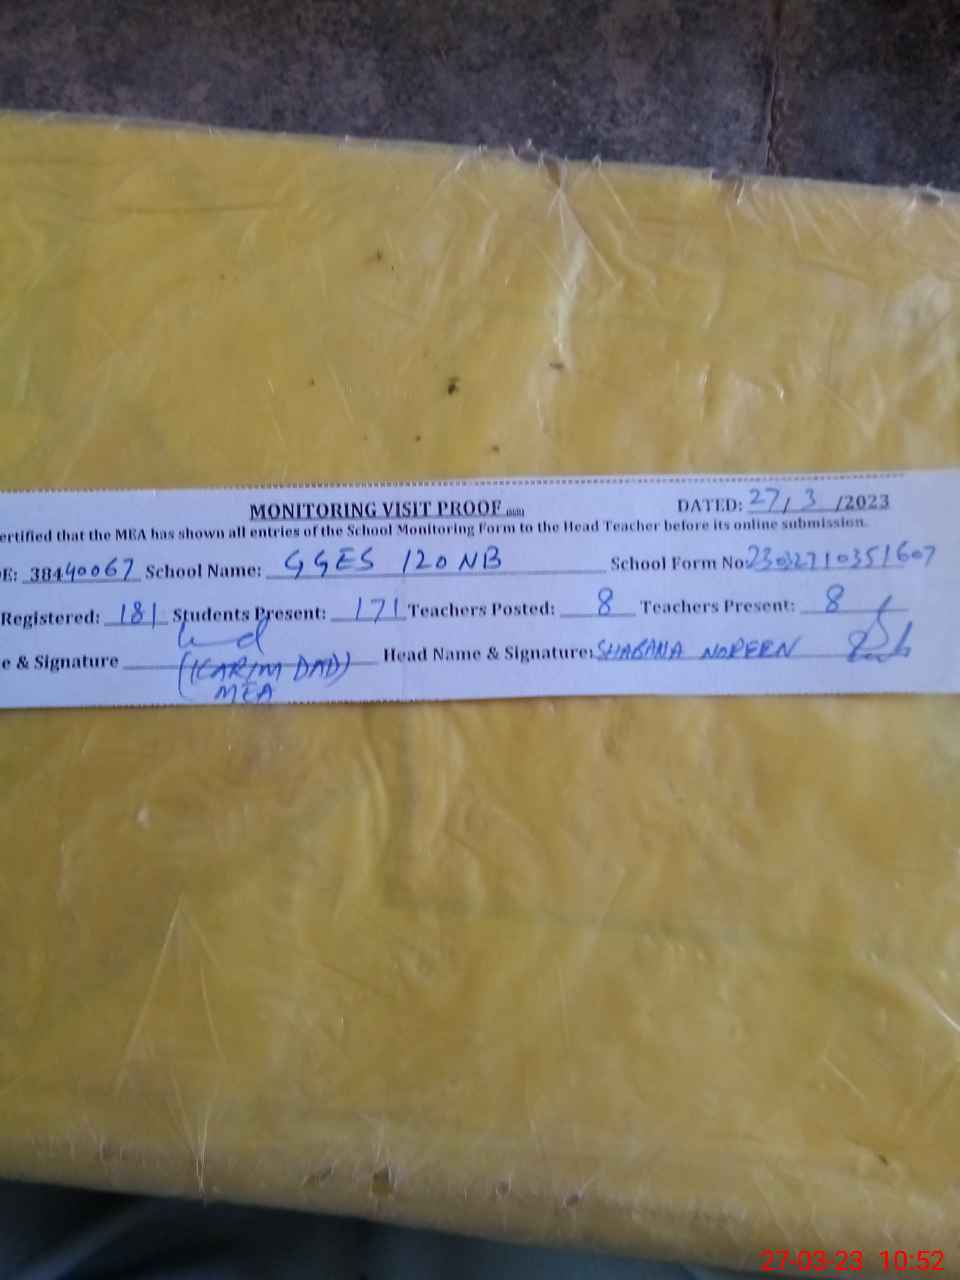 MONITORING VISIT PROOF
DATED: 27/3/2023
ertified that the MEA has shown all entries of the School Monitoring Form to the Head Teacher before its online submission.
E: 38440067 School Name: GGES 120 NB School Form No:
Registered: 181 Students Present: 171 Teachers Posted: 8 Teachers Present: 8
e & Signature (KARIM DAD) Head Name & Signature: SHABANA NOREEN
MEA
27-03-23 10:52